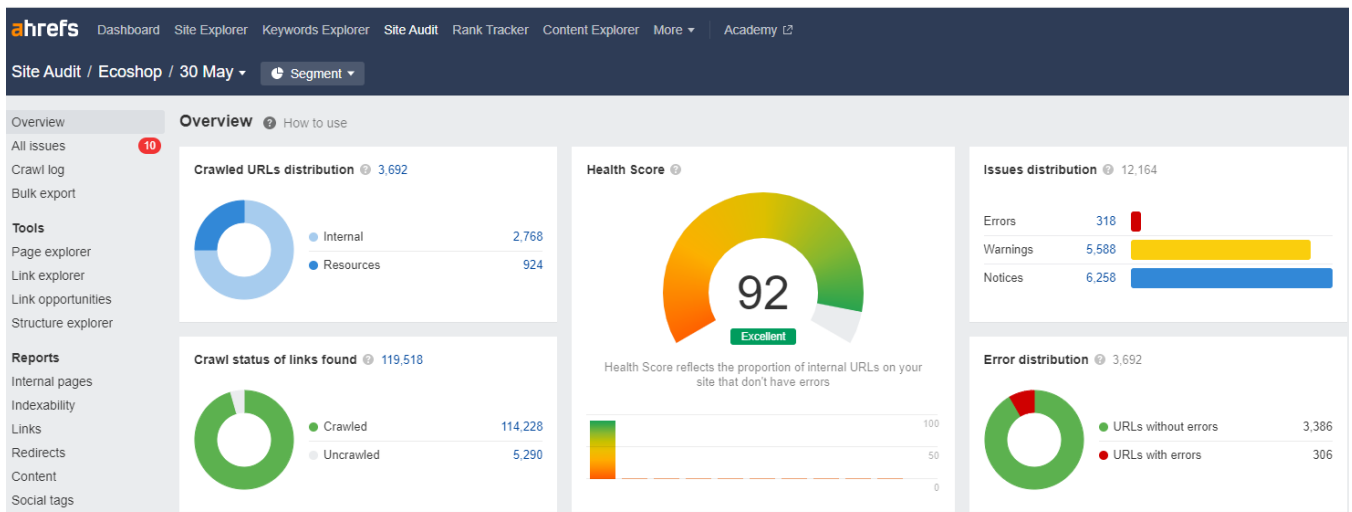 ahrefs Dashboard Site Explorer Keywords Explorer Site Audit Rank Tracker Content Explorer More Academy
Site Audit / Ecoshop / 30 May Segment
Overview
All issues 10
Crawl log
Bulk export
Tools
Page explorer
Link explorer
Link opportunities
Structure explorer
Reports
Internal pages
Indexability
Links
Redirects
Content
Social tags
Overview ? How to use
Crawled URLs distribution ? 3,692
Internal 2,768
Resources 924
Health Score ?
92
Excellent
Health Score reflects the proportion of internal URLs on your
site that don't have errors
100
50
0
Issues distribution ? 12,164
Errors 318
Warnings 5,588
Notices 6,258
Crawl status of links found ? 119,518
Crawled 114,228
Uncrawled 5,290
Error distribution ? 3,692
URLs without errors 3,386
URLs with errors 306